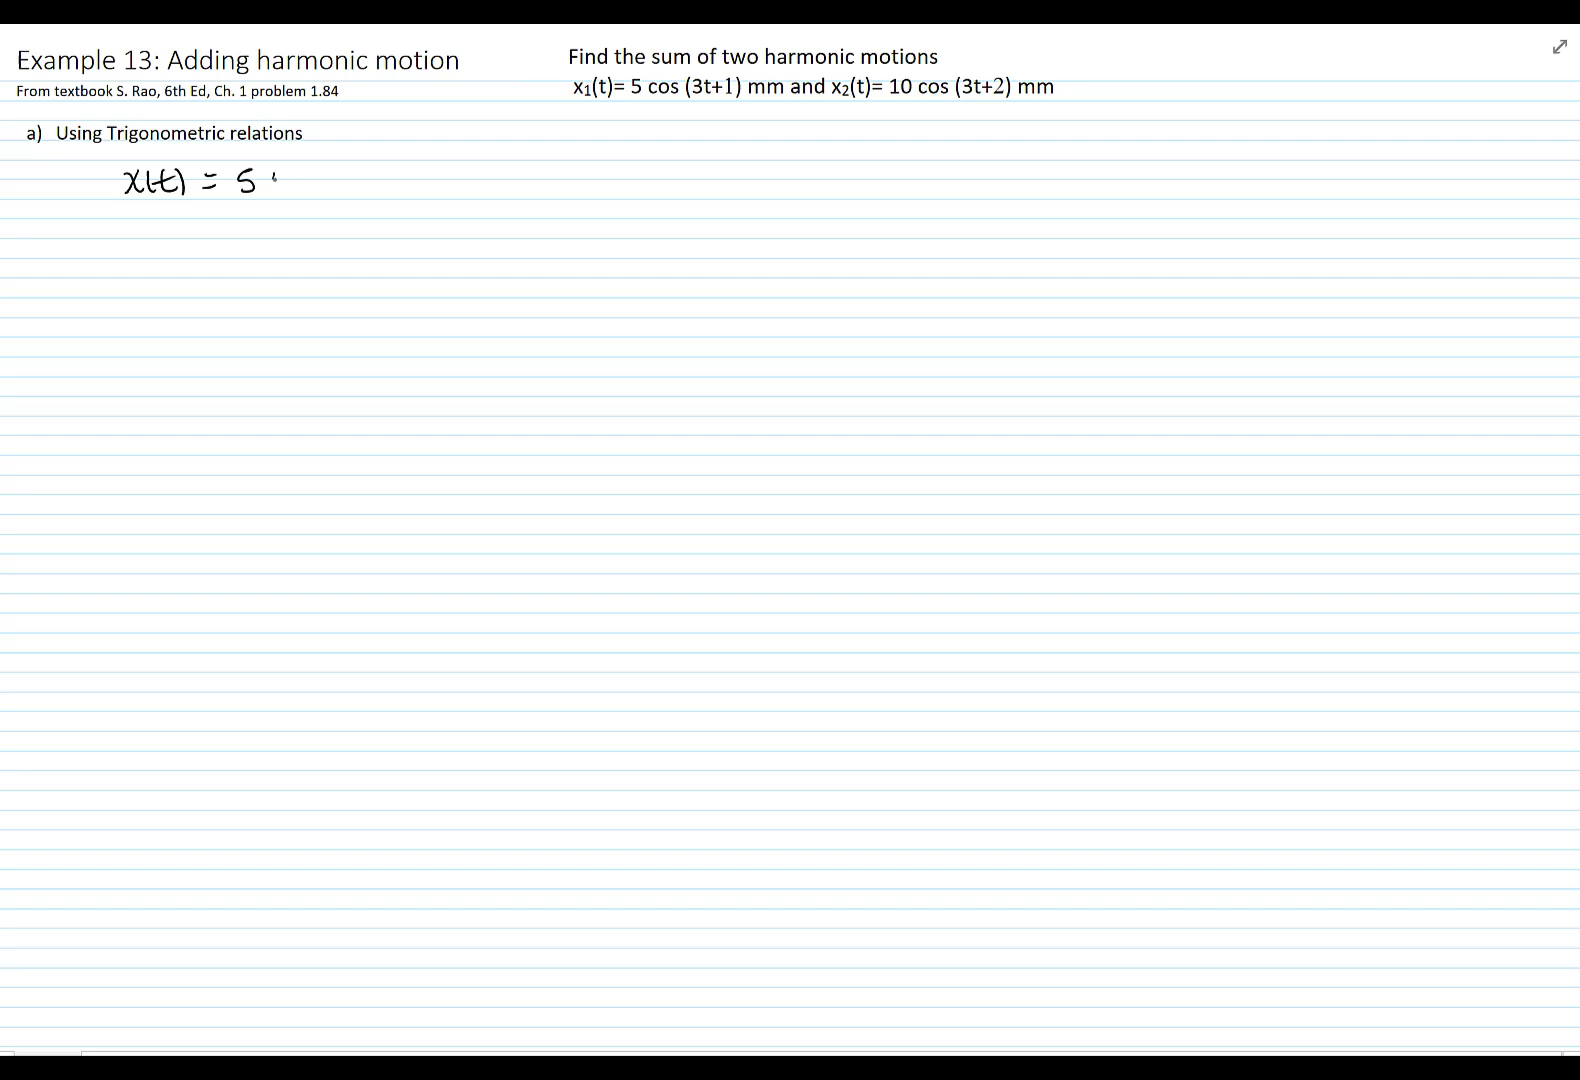 Example 13: Adding harmonic motion
From textbook S. Rao, 6th Ed, Ch. 1 problem 1.84
Find the sum of two harmonic motions
x₁(t)= 5 cos (3t+1) mm and x₂(t)= 10 cos (3t+2) mm
a) Using Trigonometric relations
x(t) = 5